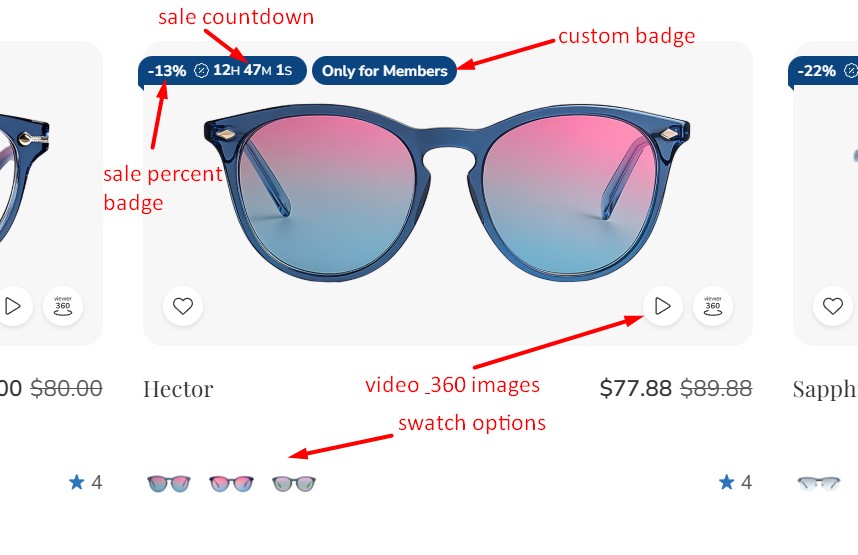 sale countdown
custom badge
-13% 12H 47M 1S
Only for Members
-22%
sale percent
badge
viewer
360
viewer
360
video _360 images
00 $80.00
Hector
$77.88 $89.88
Sapph
swatch options
4
4